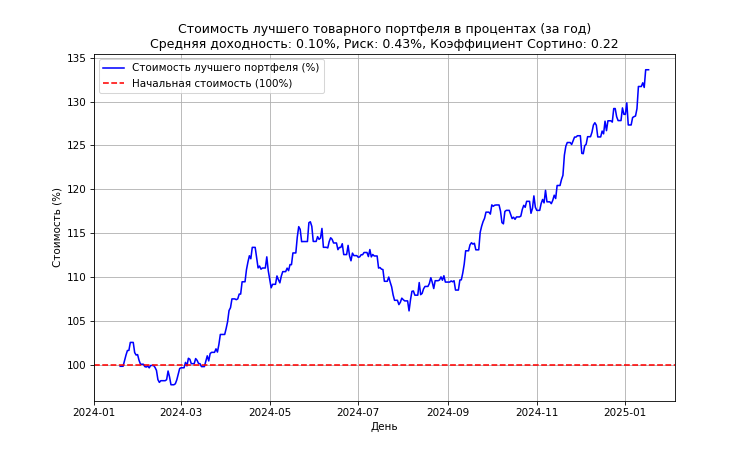 Стоимость лучшего товарного портфеля в процентах (за год)
Средняя доходность: 0.10%, Риск: 0.43%, Коэффициент Сортино: 0.22
Стоимость лучшего портфеля (%)
Начальная стоимость (100%)
Стоимость (%)
135
130
125
120
115
110
105
100
2024-01
2024-03
2024-05
2024-07
2024-09
2024-11
2025-01
День